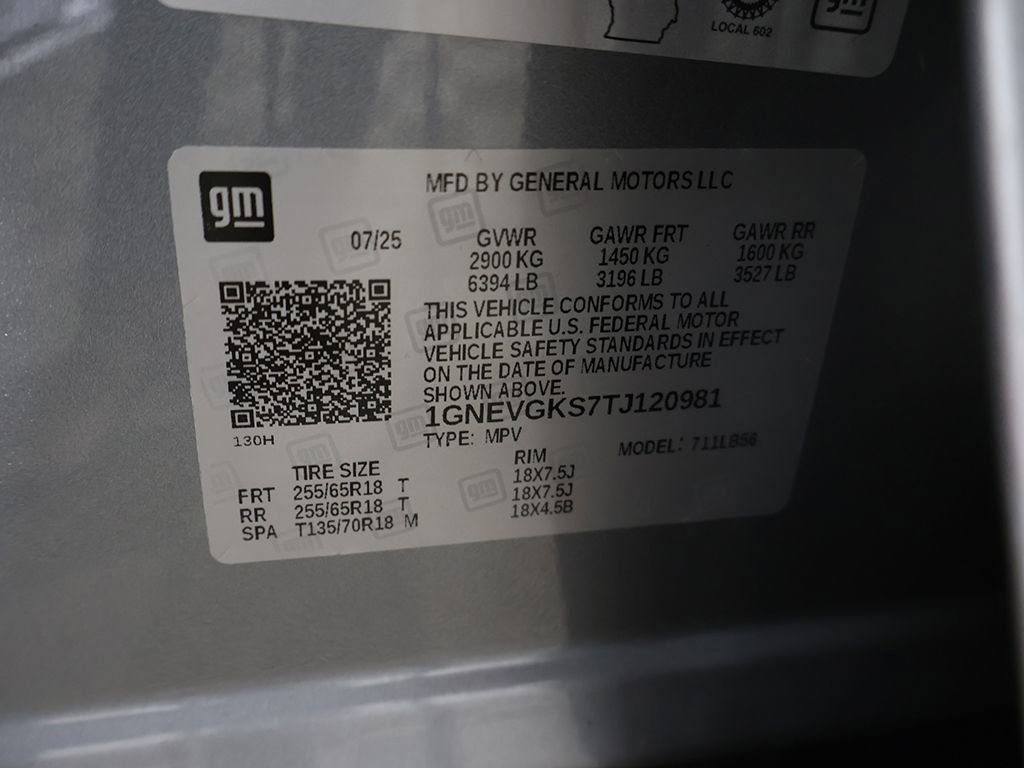 LOCAL 602
gm
gm
MFD BY GENERAL MOTORS LLC
07/25
GVWR GAWR FRT GAWR RR
2900 KG 1450 KG 1600 KG
6394 LB 3196 LB 3527 LB
THIS VEHICLE CONFORMS TO ALL
APPLICABLE U.S. FEDERAL MOTOR
VEHICLE SAFETY STANDARDS IN EFFECT
ON THE DATE OF MANUFACTURE
SHOWN ABOVE.
1GNEVGKS7TJ120981
130H
TYPE: MPV MODEL: 711LB56
TIRE SIZE RIM
FRT 255/65R18 T 18X7.5J
RR 255/65R18 T 18X7.5J
SPA T135/70R18 M 18X4.5B